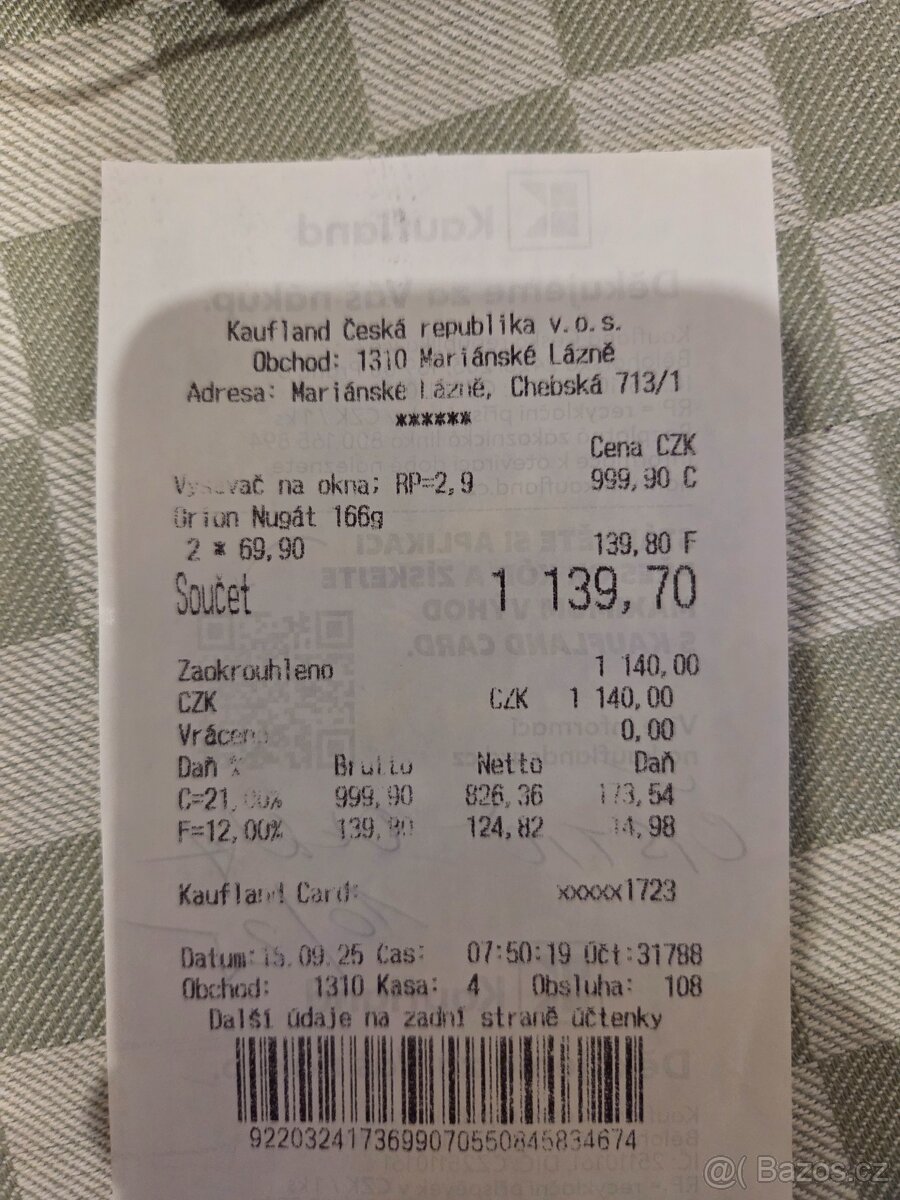 Kaufland Česká republika v.o.s.
Obchod: 1310 Mariánské Lázně
Adresa: Mariánské Lázně, Chebská 713/1
******
Cena CZK
Vysavač na okna; RP=2,9 999,90 C
Orion Nugát 166g
2 * 69,90 139,80 F
Součet 1 139,70
Zaokrouhleno 1 140,00
CZK CZK 1 140,00
Vráceno 0,00
Daň % Brutto Netto Daň
C=21,00% 999,90 826,36 173,54
F=12,00% 139,80 124,82 14,98
Kaufland Card: xxxxx1723
Datum:15.09.25 Čas: 07:50:19 Účt:31788
Obchod: 1310 Kasa: 4 Obsluha: 108
Další údaje na zadní straně účtenky
9220324173699070550845834674
@( Bazos.cz